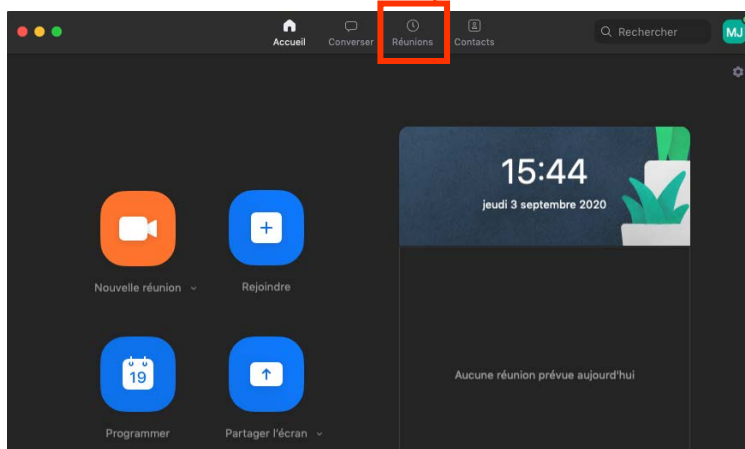 Accueil
Converser
Réunions
Contacts
Rechercher
MJ
15:44
jeudi 3 septembre 2020
Nouvelle réunion
Rejoindre
19
Programmer
Partager l'écran
Aucune réunion prévue aujourd'hui